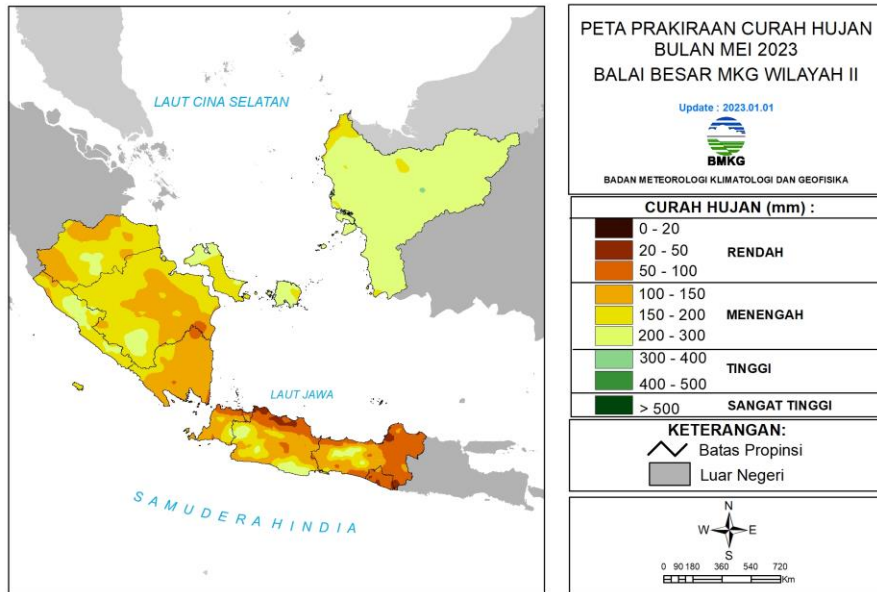 LAUT CINA SELATAN
LAUT JAWA
SAMUDERA HINDIA
PETA PRAKIRAAN CURAH HUJAN
BULAN MEI 2023
BALAI BESAR MKG WILAYAH II
Update : 2023.01.01
BMKG
BADAN METEOROLOGI KLIMATOLOGI DAN GEOFISIKA
CURAH HUJAN (mm) :
0 - 20
20 - 50
RENDAH
50 - 100
100 - 150
150 - 200
MENENGAH
200 - 300
300 - 400
TINGGI
400 - 500
> 500
SANGAT TINGGI
KETERANGAN:
Batas Propinsi
Luar Negeri
N
W
E
S
0 90 180 360 540 720
Km